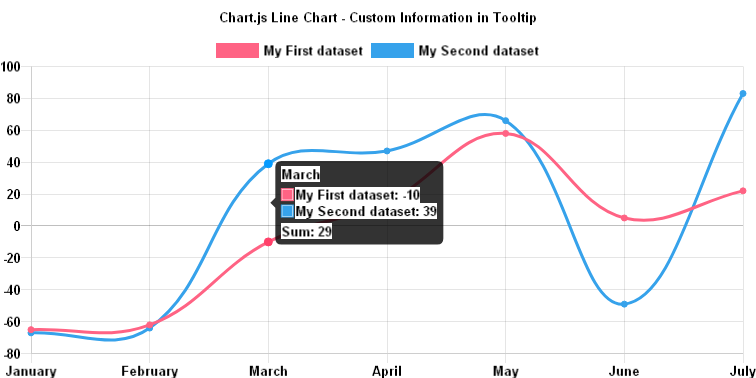 Chart.js Line Chart - Custom Information in Tooltip
My First dataset My Second dataset
100
80
60
40
20
0
-20
-40
-60
-80
March
My First dataset: -10
My Second dataset: 39
Sum: 29
January February March April May June July